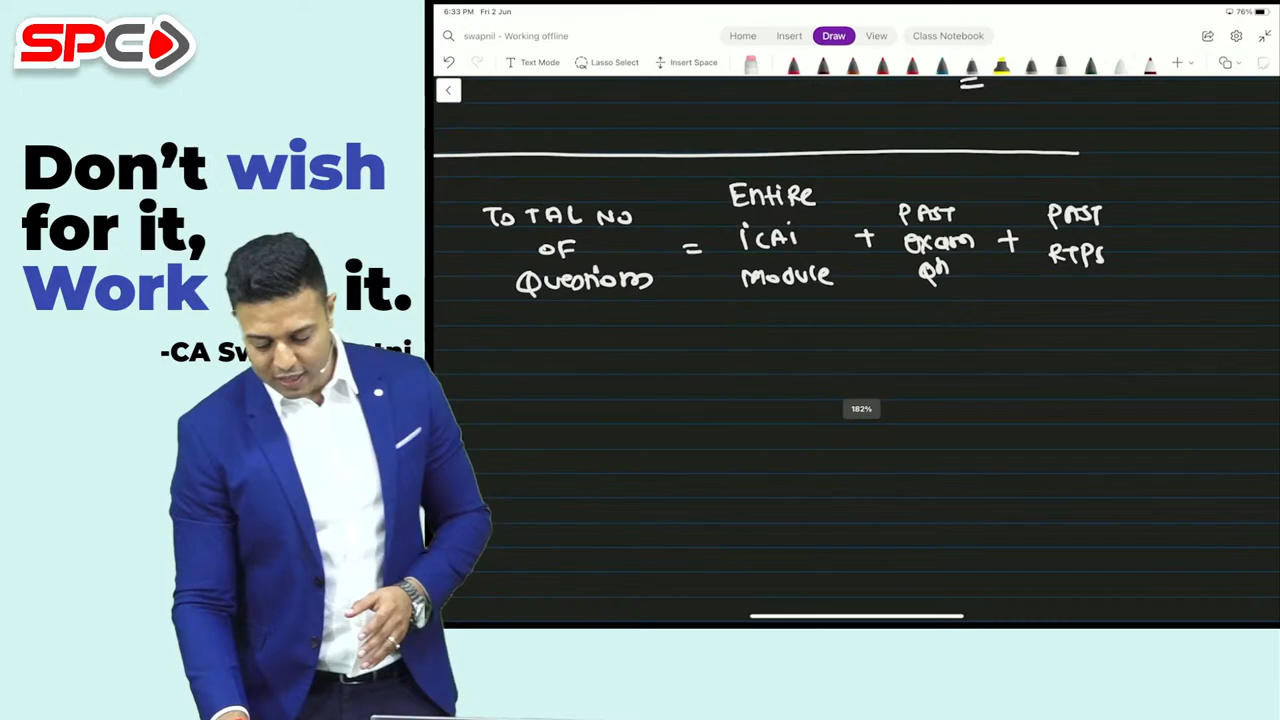 SPC
Don't wish
for it,
Work it.
-CA
6:33 PM Fri 2 Jun
76%
swapnil - Working offline
Home Insert Draw View Class Notebook
Text Mode Lasso Select Insert Space
=
TOTAL NO
OF
Questions
=
Entire
iCAi
module
+
PAST
exam
Qn
+
PAST
RTPs
182%